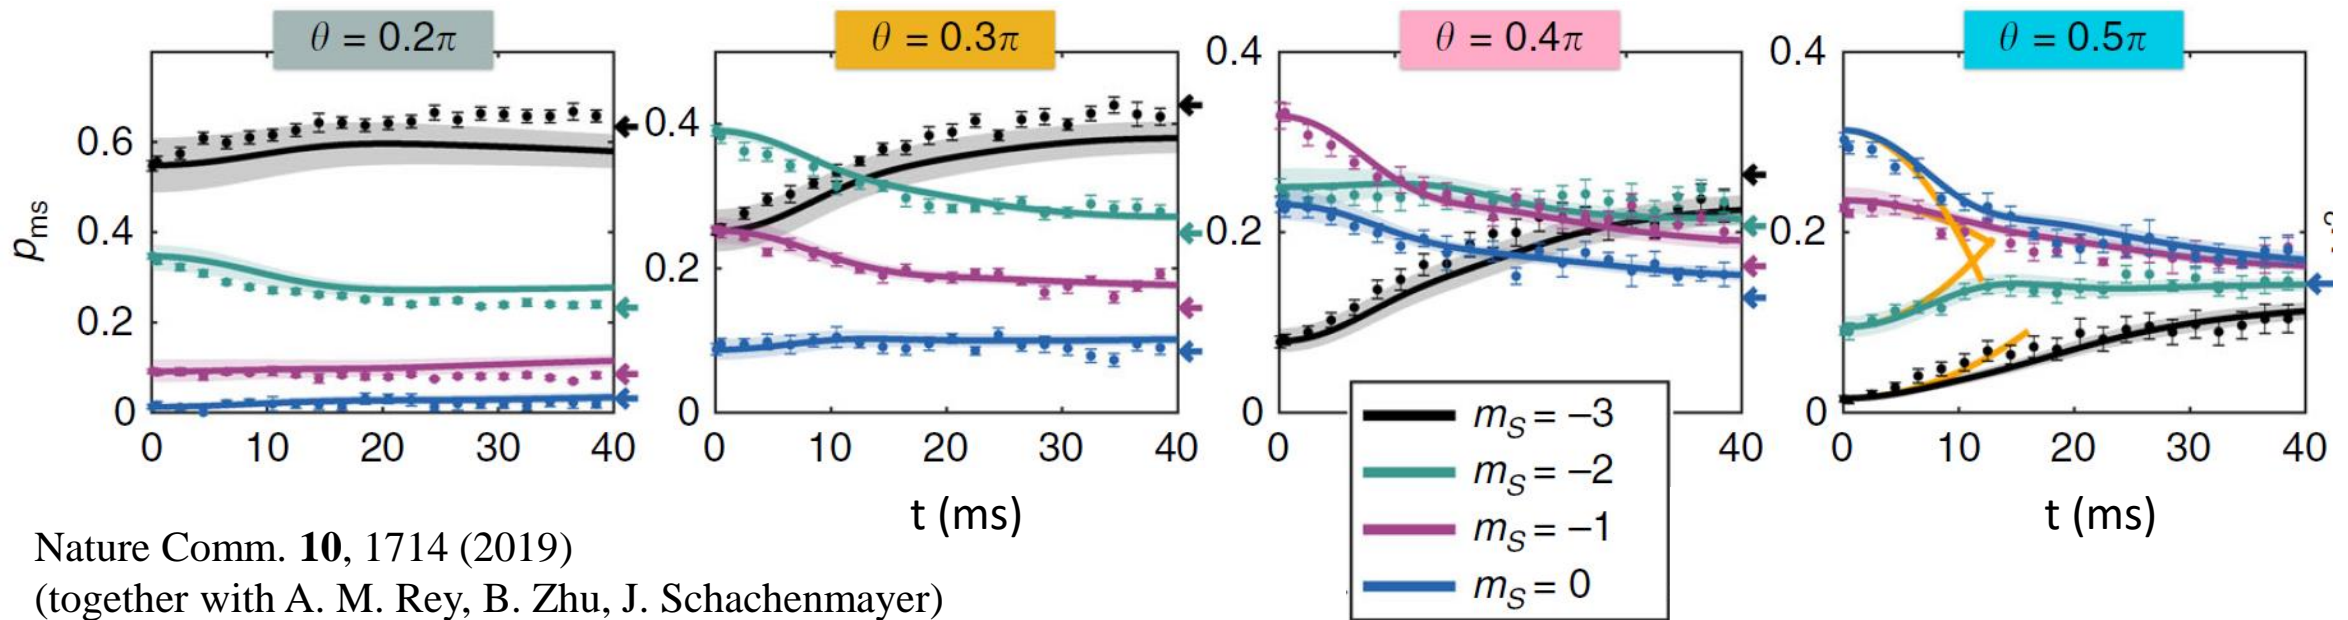 θ = 0.2π
θ = 0.3π
θ = 0.4π
θ = 0.5π
p_ms
0.6
0.4
0.2
0
0 10 20 30 40
0.4
0.2
0
0 10 20 30 40
t (ms)
0.4
0.2
0
0 40
0.4
0.2
0
0 10 20 30 40
t (ms)
m_S = −3
m_S = −2
m_S = −1
m_S = 0
Nature Comm. 10, 1714 (2019)
(together with A. M. Rey, B. Zhu, J. Schachenmayer)